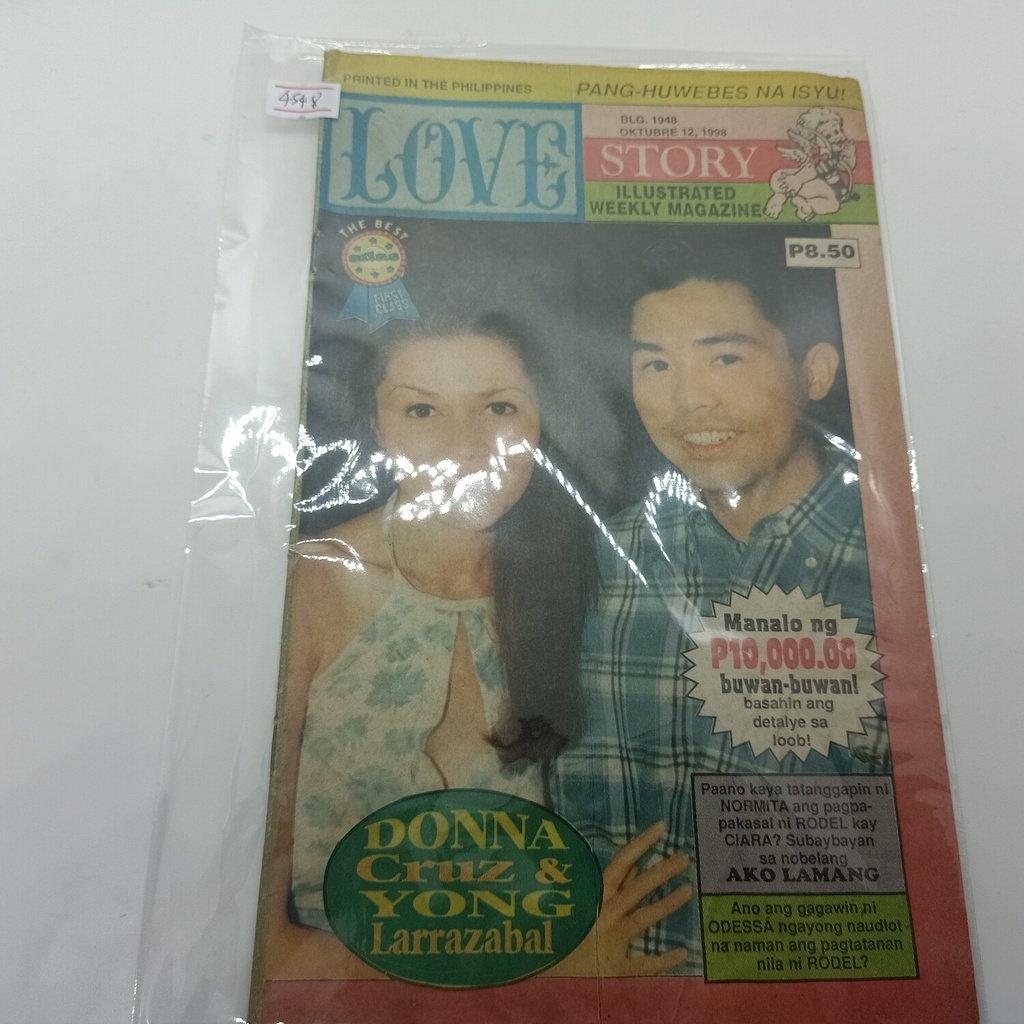 4548
PRINTED IN THE PHILIPPINES
PANG-HUWEBES NA ISYU!
LOVE
BLG. 1948
OKTUBRE 12, 1998
STORY
ILLUSTRATED
WEEKLY MAGAZINE
THE BEST
atlas
FIRST
CLASS
P8.50
Manalo ng
P10,000.00
buwan-buwan!
basahin ang
detalye sa
loob!
Paano kaya tatanggapin ni
NORMITA ang pagpa-
pakasal ni RODEL kay
CIARA? Subaybayan
sa nobelang
AKO LAMANG
Ano ang gagawin ni
ODESSA ngayong naudlot
na naman ang pagtatanan
nila ni RODEL?
DONNA
Cruz &
YONG
Larrazabal